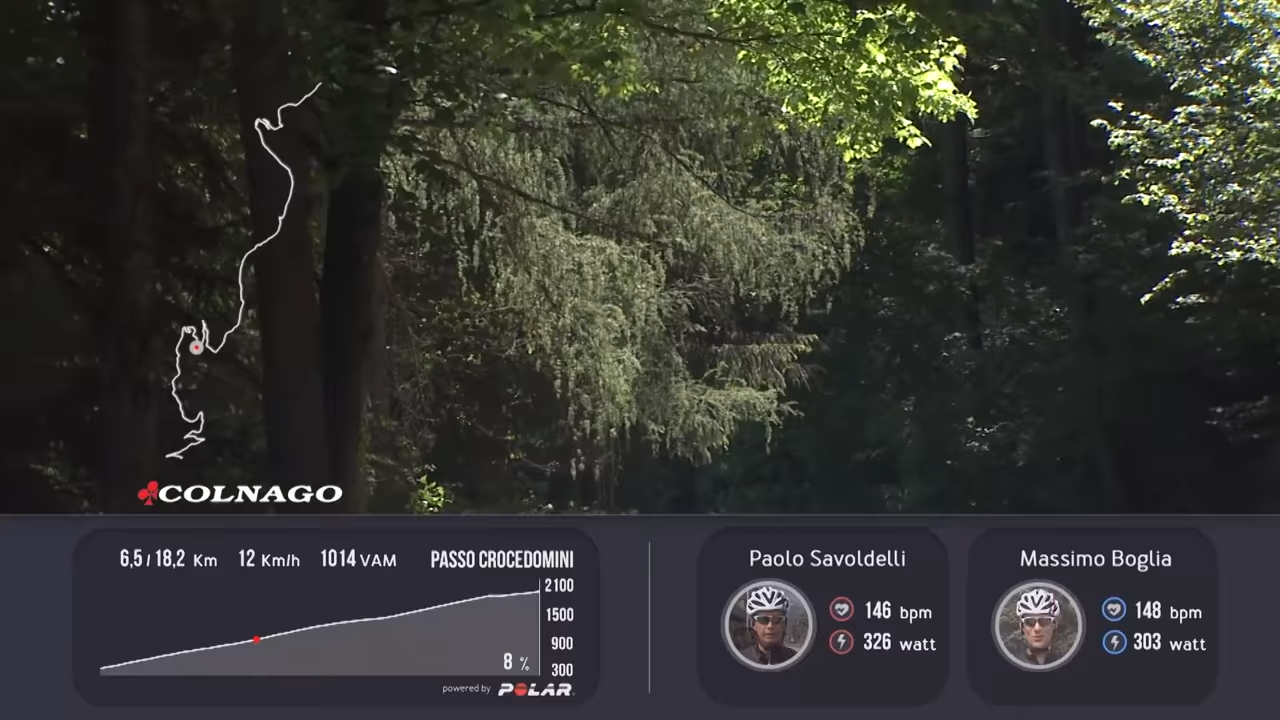 COLNAGO
6,5 / 18,2 Km 12 Km/h 1014 VAM PASSO CROCEDOMINI
2100
1500
900
300
8 %
powered by POLAR
Paolo Savoldelli
146 bpm
326 watt
Massimo Boglia
148 bpm
303 watt